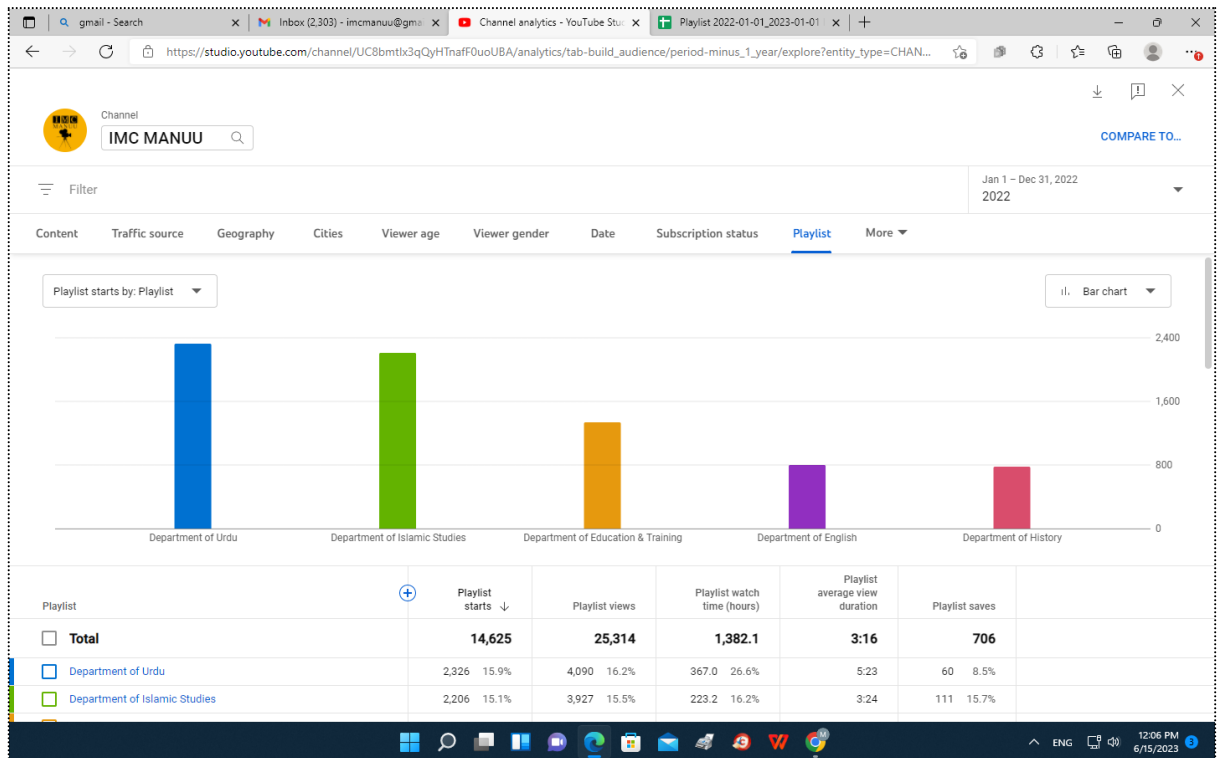 gmail - Search
Inbox (2,303) - imcmanuu@gma
Channel analytics - YouTube Stu
Playlist 2022-01-01_2023-01-01
https://studio.youtube.com/channel/UC8bmtIx3qQyHTnafF0uoUBA/analytics/tab-build_audience/period-minus_1_year/explore?entity_type=CHAN...
IMC
MANUU
Channel
IMC MANUU
COMPARE TO...
Filter
Jan 1 – Dec 31, 2022
2022
Content Traffic source Geography Cities Viewer age Viewer gender Date Subscription status Playlist More
Playlist starts by: Playlist
Bar chart
2,400
1,600
800
0
Department of Urdu Department of Islamic Studies Department of Education & Training Department of English Department of History
Playlist
Playlist starts
Playlist views
Playlist watch time (hours)
Playlist average view duration
Playlist saves
Total 14,625 25,314 1,382.1 3:16 706
Department of Urdu 2,326 15.9% 4,090 16.2% 367.0 26.6% 5:23 60 8.5%
Department of Islamic Studies 2,206 15.1% 3,927 15.5% 223.2 16.2% 3:24 111 15.7%
ENG
12:06 PM
6/15/2023
3